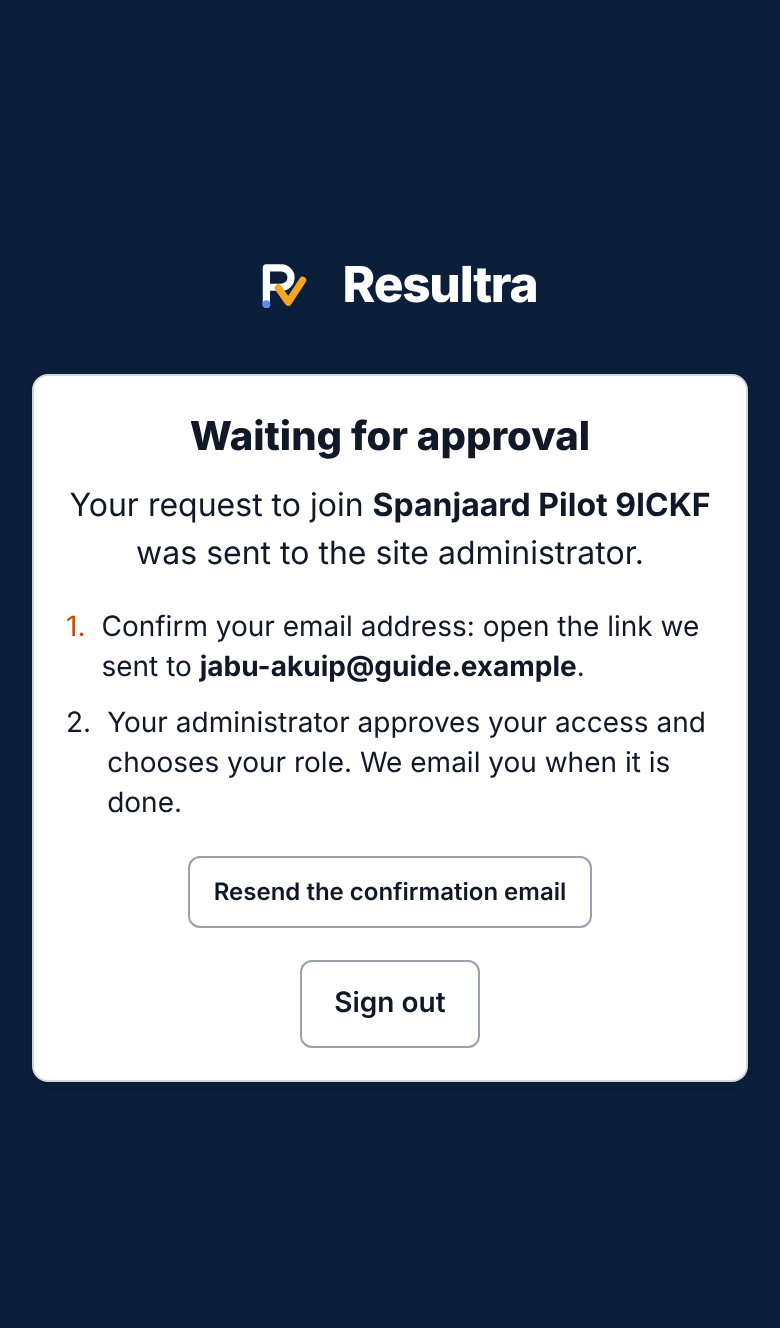 Resultra
Waiting for approval
Your request to join Spanjaard Pilot 9ICKF
was sent to the site administrator.
1. Confirm your email address: open the link we
sent to jabu-akuip@guide.example.
2. Your administrator approves your access and
chooses your role. We email you when it is
done.
Resend the confirmation email
Sign out